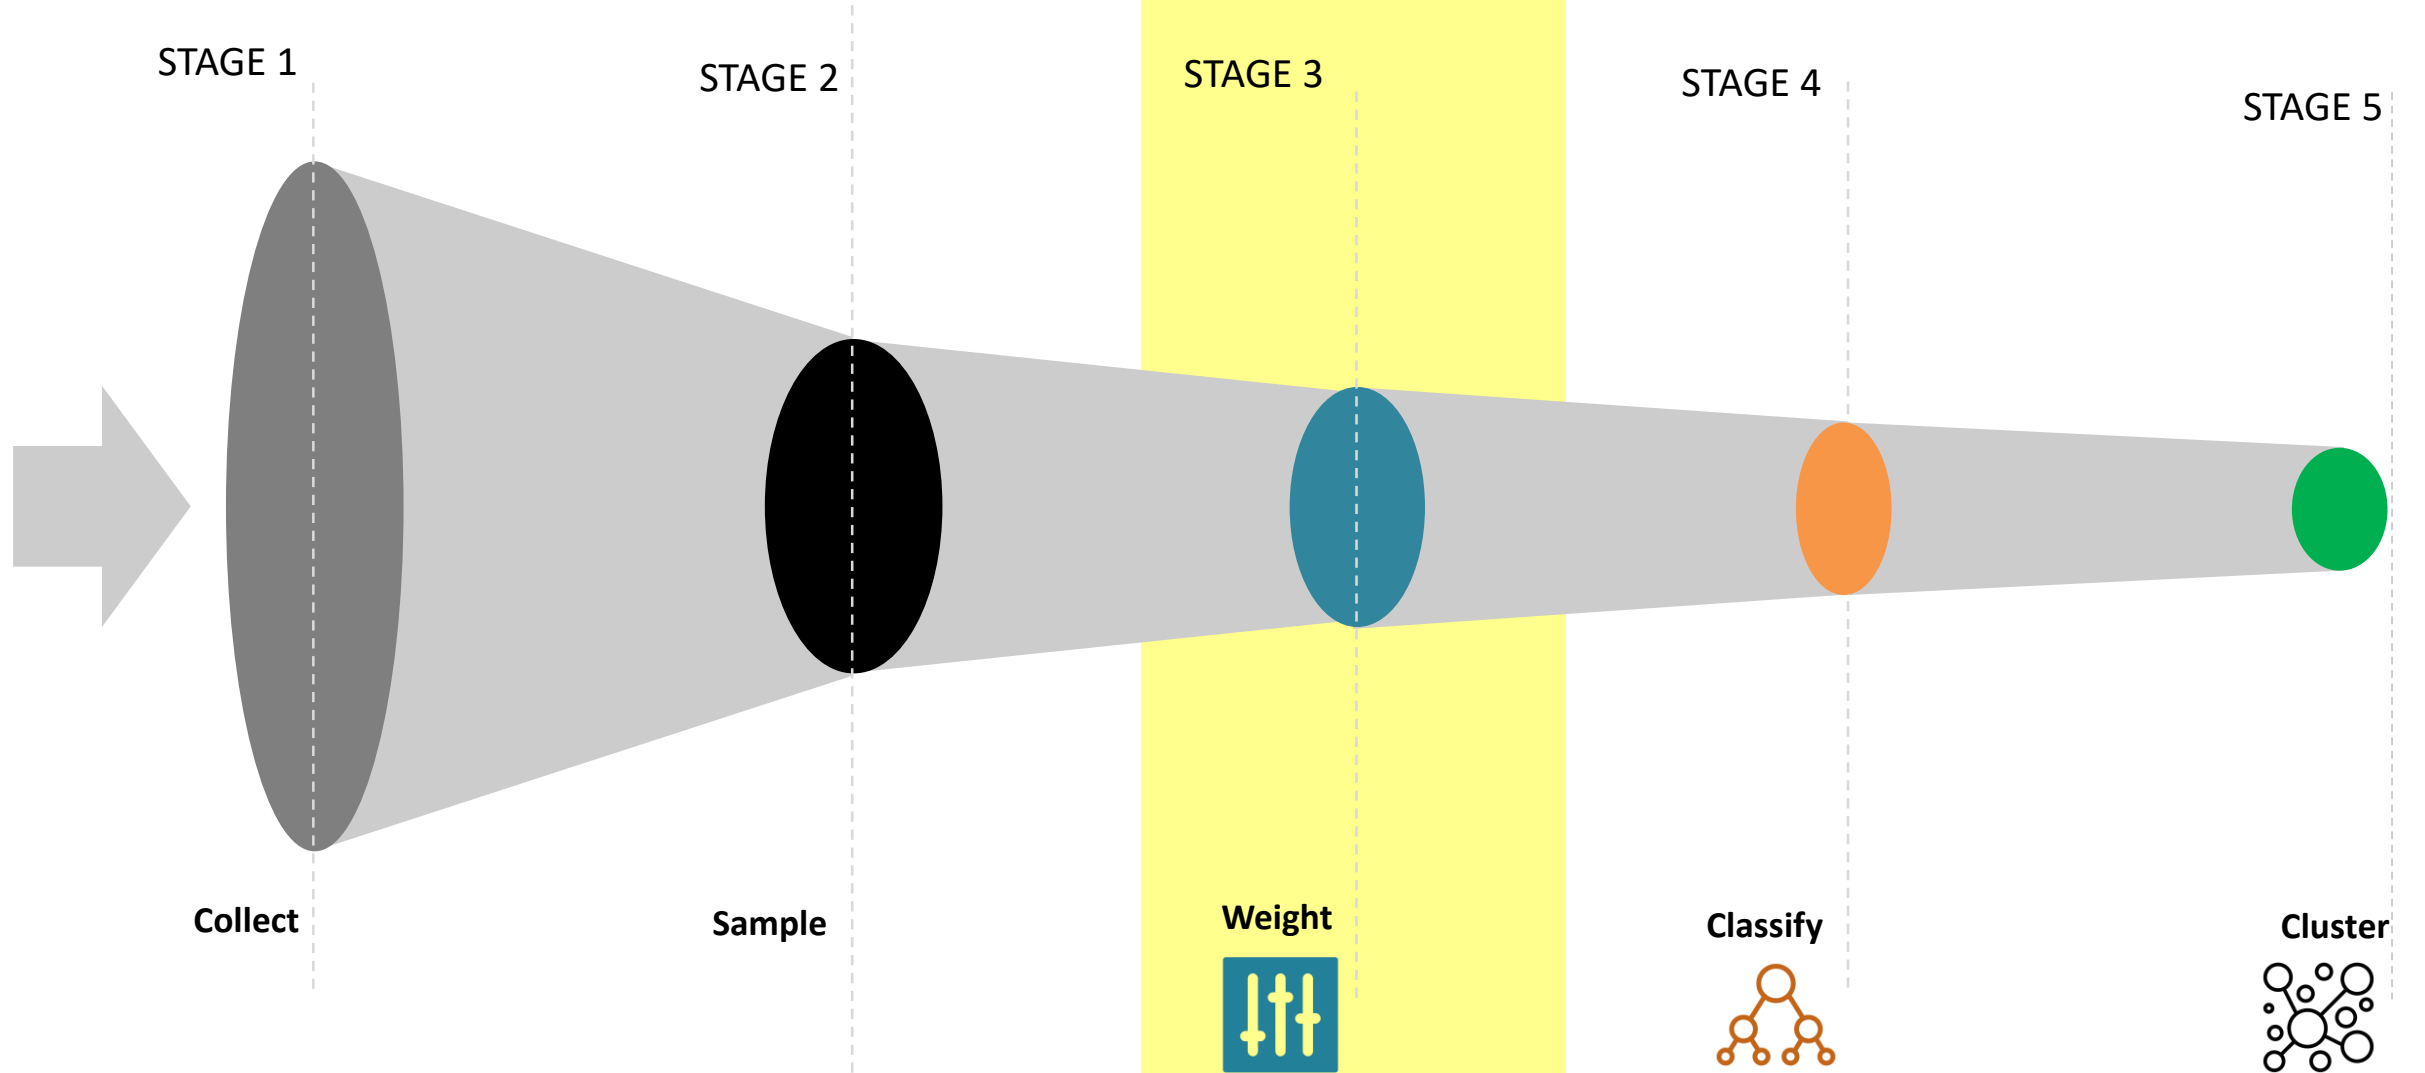 STAGE 1
STAGE 2
STAGE 3
STAGE 4
STAGE 5
Collect
Sample
Weight
Classify
Cluster